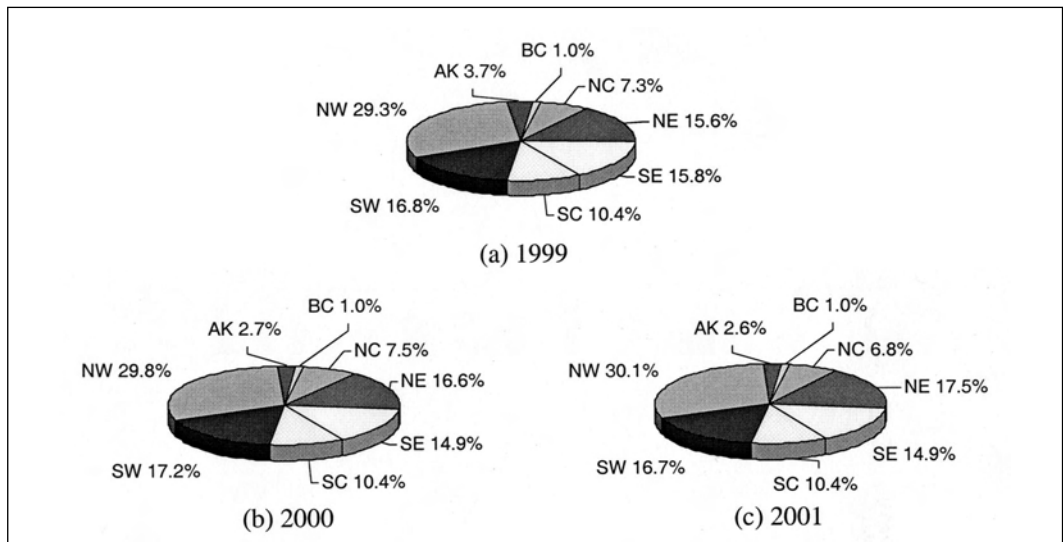 BC 1.0%
AK 3.7%
NC 7.3%
NW 29.3%
NE 15.6%
SE 15.8%
SW 16.8%
SC 10.4%
(a) 1999
BC 1.0%
AK 2.7%
NC 7.5%
NW 29.8%
NE 16.6%
SE 14.9%
SW 17.2%
SC 10.4%
(b) 2000
BC 1.0%
AK 2.6%
NC 6.8%
NW 30.1%
NE 17.5%
SE 14.9%
SW 16.7%
SC 10.4%
(c) 2001